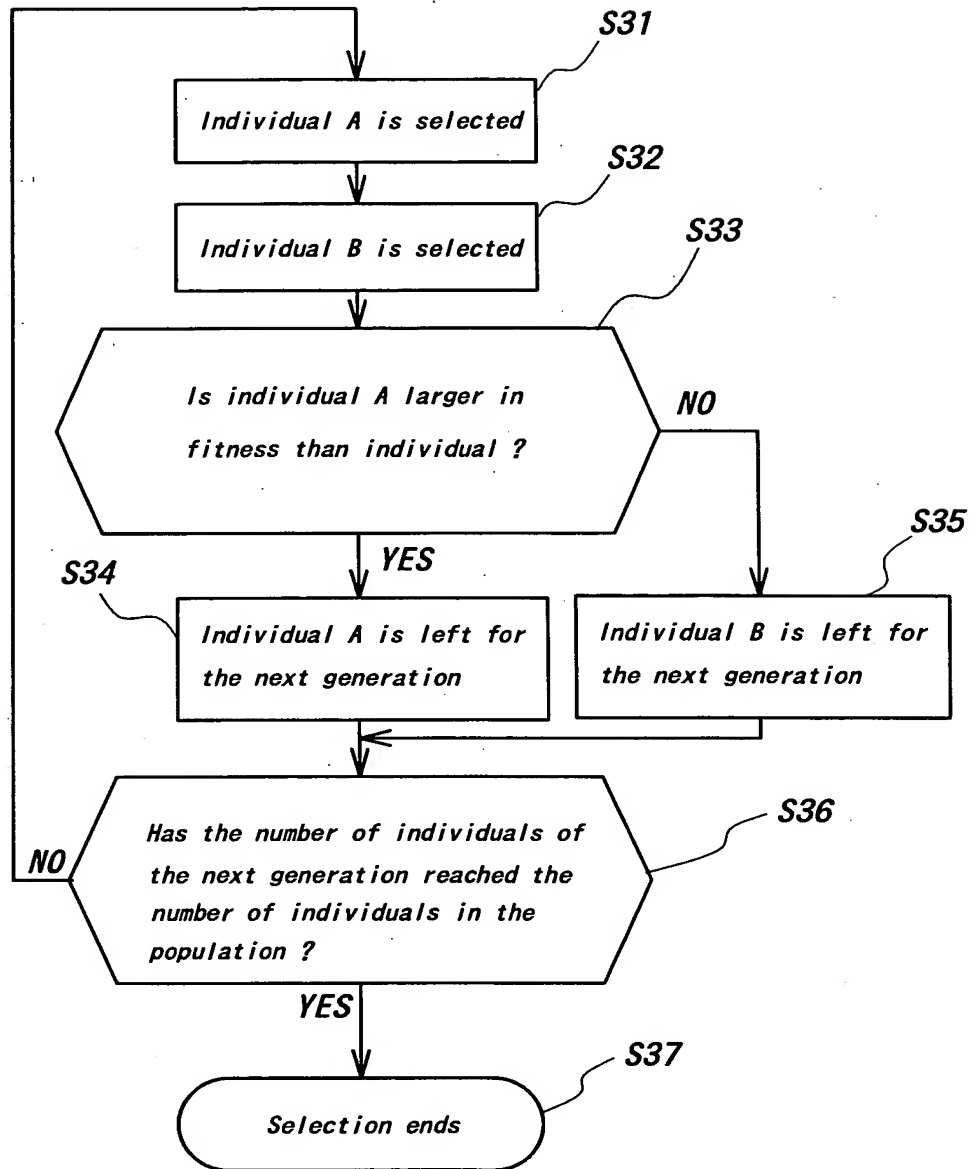 S31
Individual A is selected
S32
Individual B is selected
S33
Is individual A larger in
fitness than individual ?
NO
YES
S34
Individual A is left for
the next generation
S35
Individual B is left for
the next generation
S36
Has the number of individuals of
the next generation reached the
number of individuals in the
population ?
NO
YES
S37
Selection ends